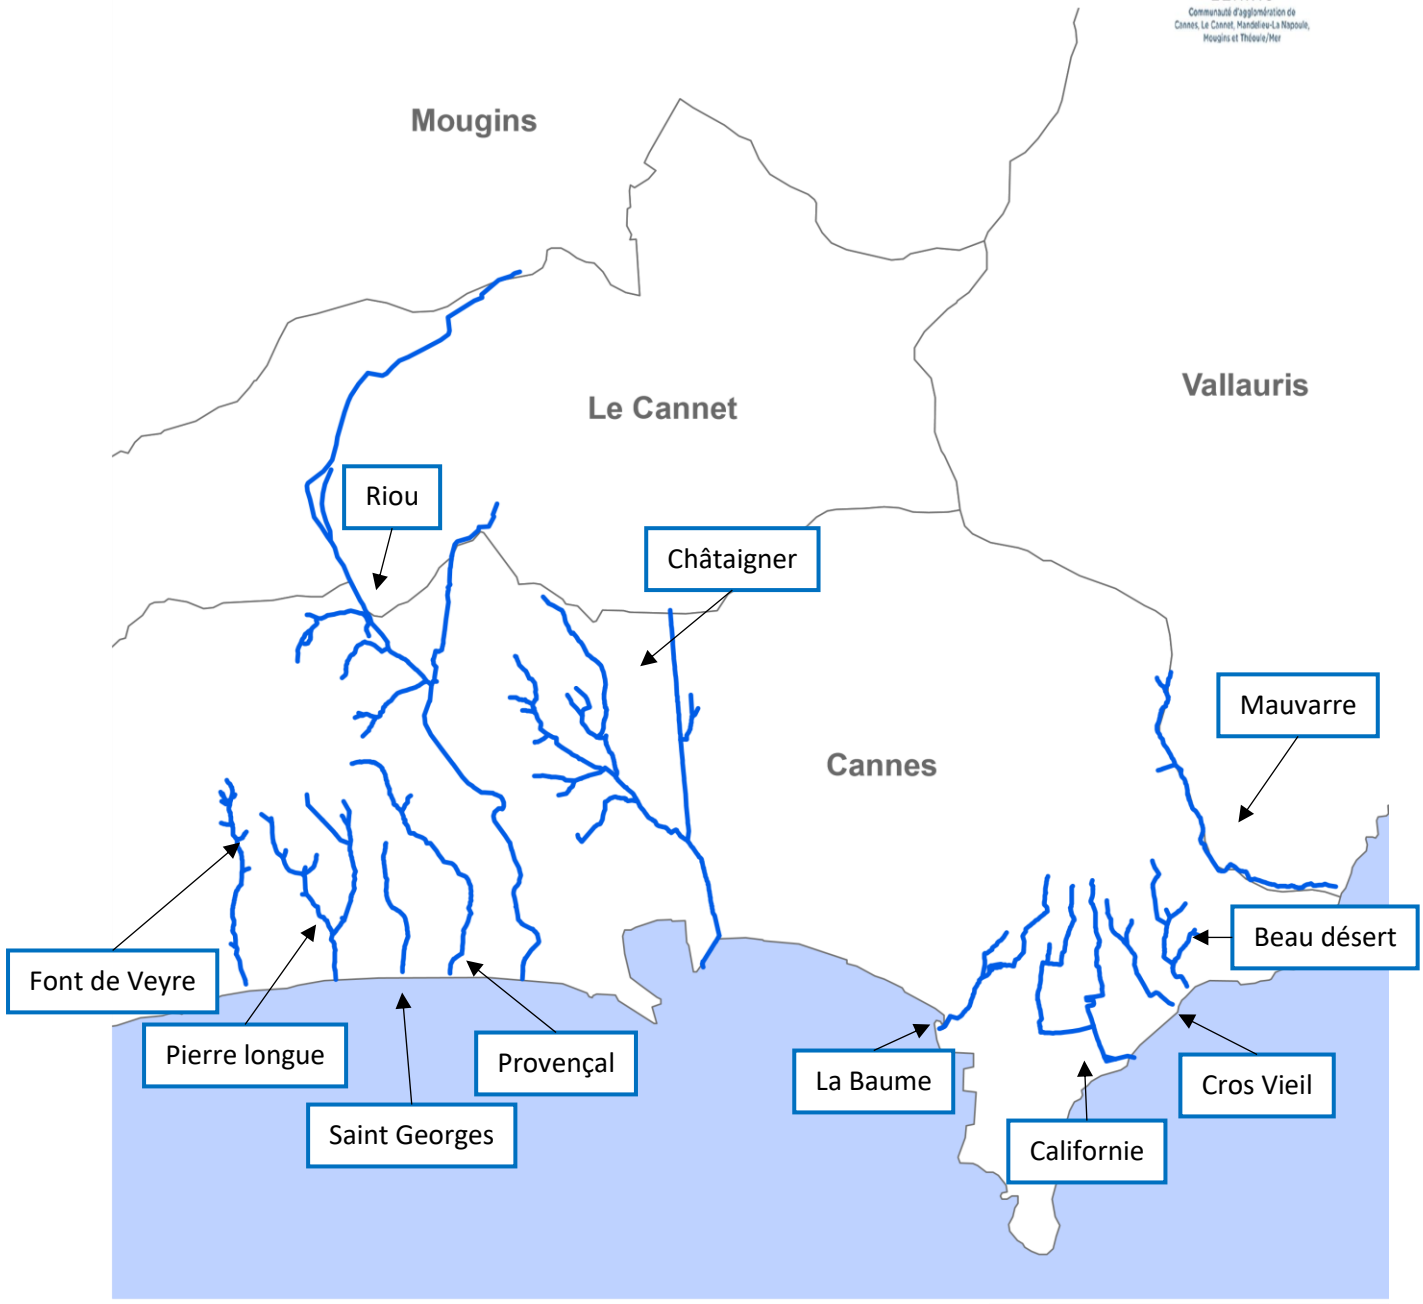 Communauté d'agglomération de
Cannes, Le Cannet, Mandelieu-La Napoule,
Mougins et Théoule/Mer
Mougins
Vallauris
Le Cannet
Riou
Châtaigner
Mauvarre
Cannes
Beau désert
Font de Veyre
Pierre longue
Provençal
La Baume
Cros Vieil
Saint Georges
Californie